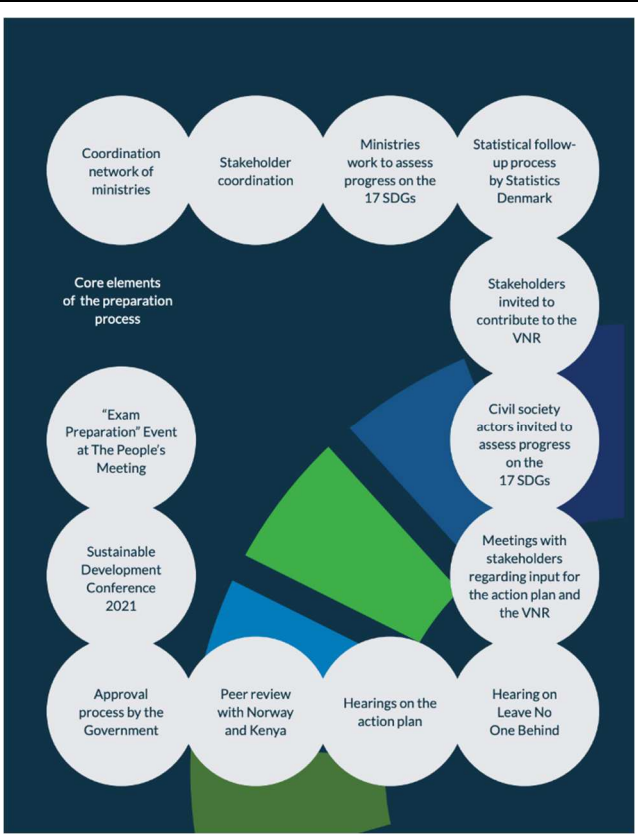 Coordination
network of
ministries
Stakeholder
coordination
Ministries
work to assess
progress on the
17 SDGs
Statistical follow-
up process
by Statistics
Denmark
Core elements
of the preparation
process
Stakeholders
invited to
contribute to the
VNR
Civil society
actors invited to
assess progress
on the
17 SDGs
Meetings with
stakeholders
regarding input for
the action plan and
the VNR
Hearing on
Leave No
One Behind
Hearings on the
action plan
Peer review
with Norway
and Kenya
Approval
process by the
Government
Sustainable
Development
Conference
2021
“Exam
Preparation” Event
at The People’s
Meeting